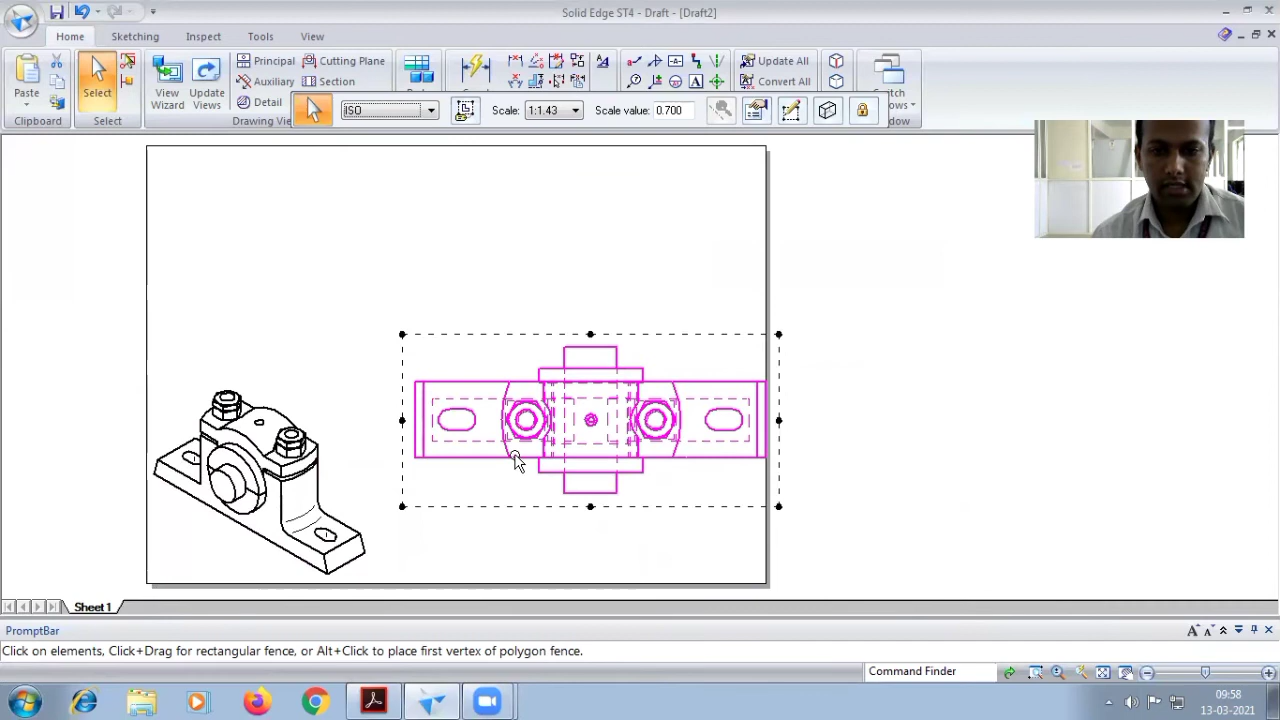 Solid Edge ST4 - Draft - [Draft2]
Home
Sketching
Inspect
Tools
View
Paste
Clipboard
Select
Select
View
Wizard
Update
Views
Principal
Auxiliary
Detail
Cutting Plane
Section
Drawing View
Update All
Convert All
ISO
Scale:
1:1.43
Scale value:
0.700
Sheet1
PromptBar
Click on elements, Click+Drag for rectangular fence, or Alt+Click to place first vertex of polygon fence.
Command Finder
09:58
13-03-2021